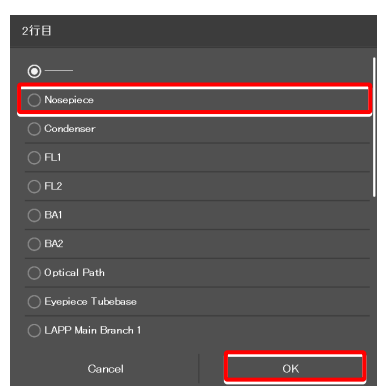 2行目
——
Nosepiece
Condenser
FL1
FL2
BA1
BA2
Optical Path
Eyepiece Tubebase
LAPP Main Branch 1
Cancel
OK